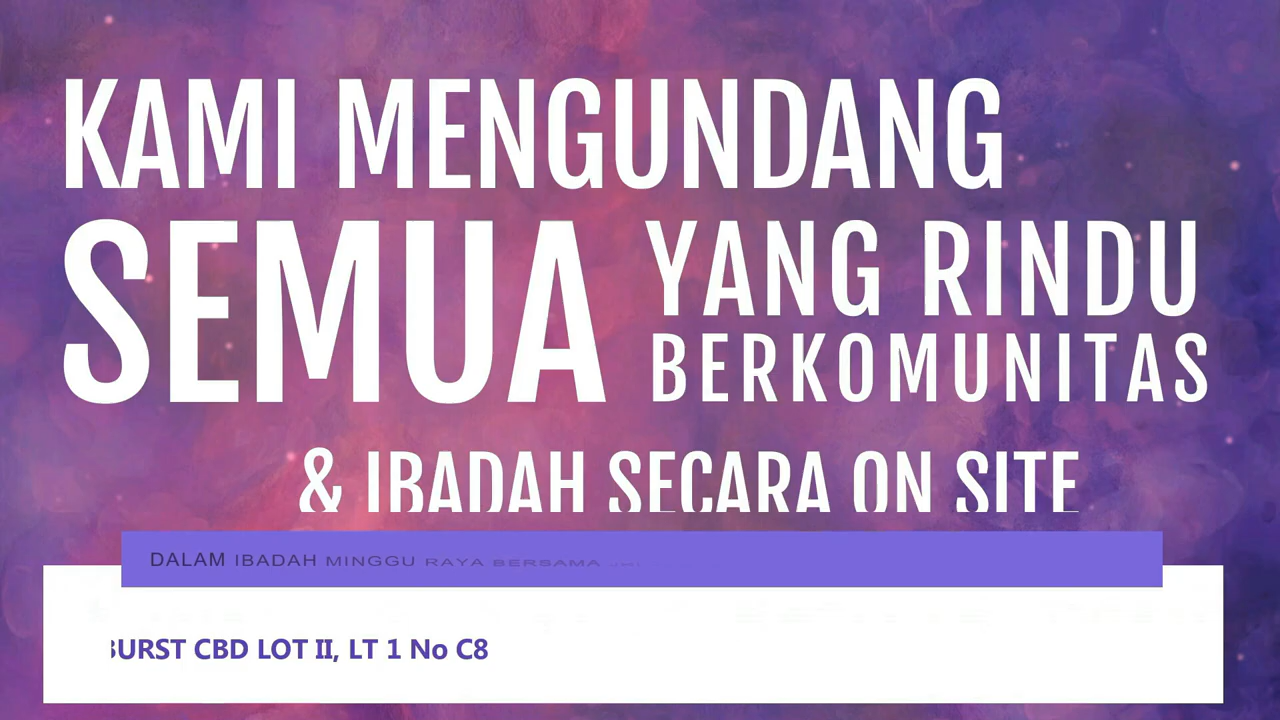 KAMI MENGUNDANG
SEMUA YANG RINDU
BERKOMUNITAS
& IBADAH SECARA ON SITE
DALAM IBADAH MINGGU RAYA BERSAMA
CBD LOT II, LT 1 No C8